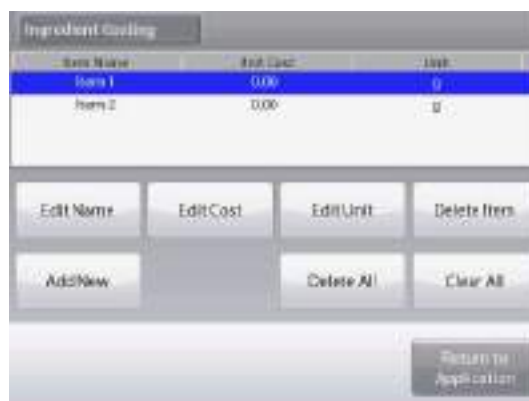 Ingredient Costing
Item Name Unit Cost Unit
Item 1 0.00
Item 2 0.00
Edit Name Edit Cost Edit Unit Delete Item
Add New Delete All Clear All
Return to
Application